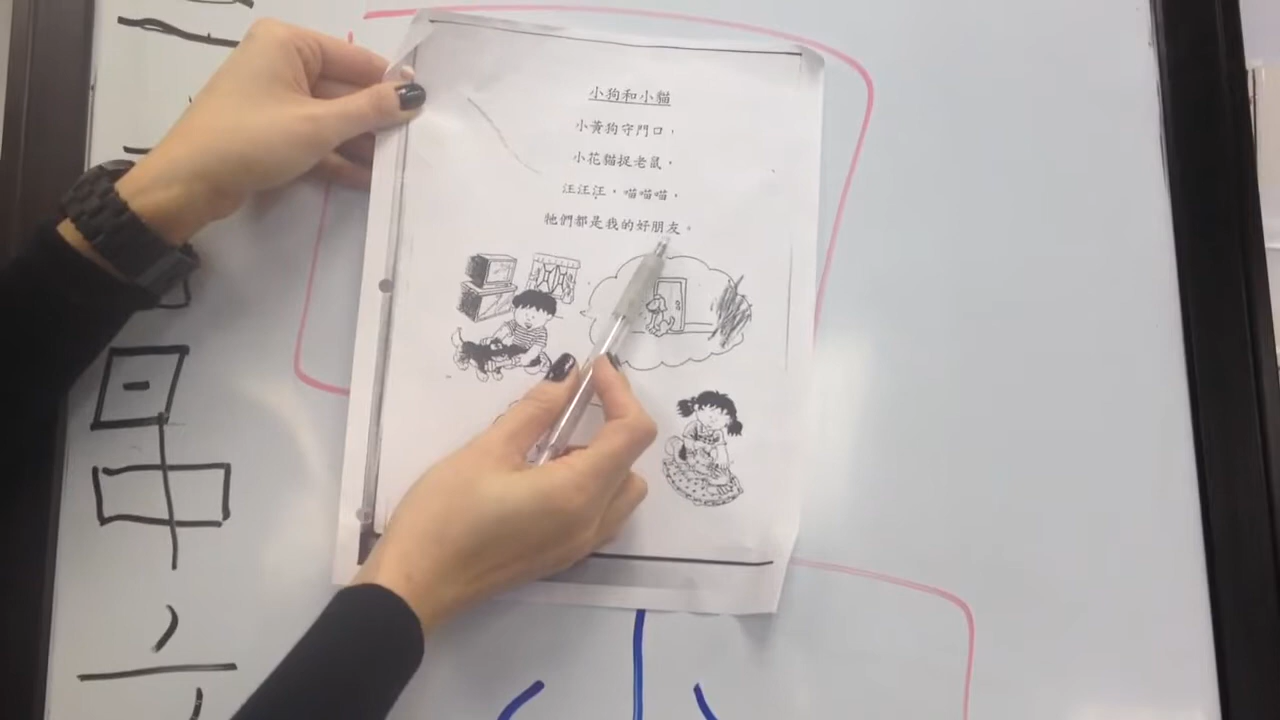 小狗和小貓
小黃狗守門口，
小花貓捉老鼠，
汪汪汪，喵喵喵，
牠們都是我的好朋友。